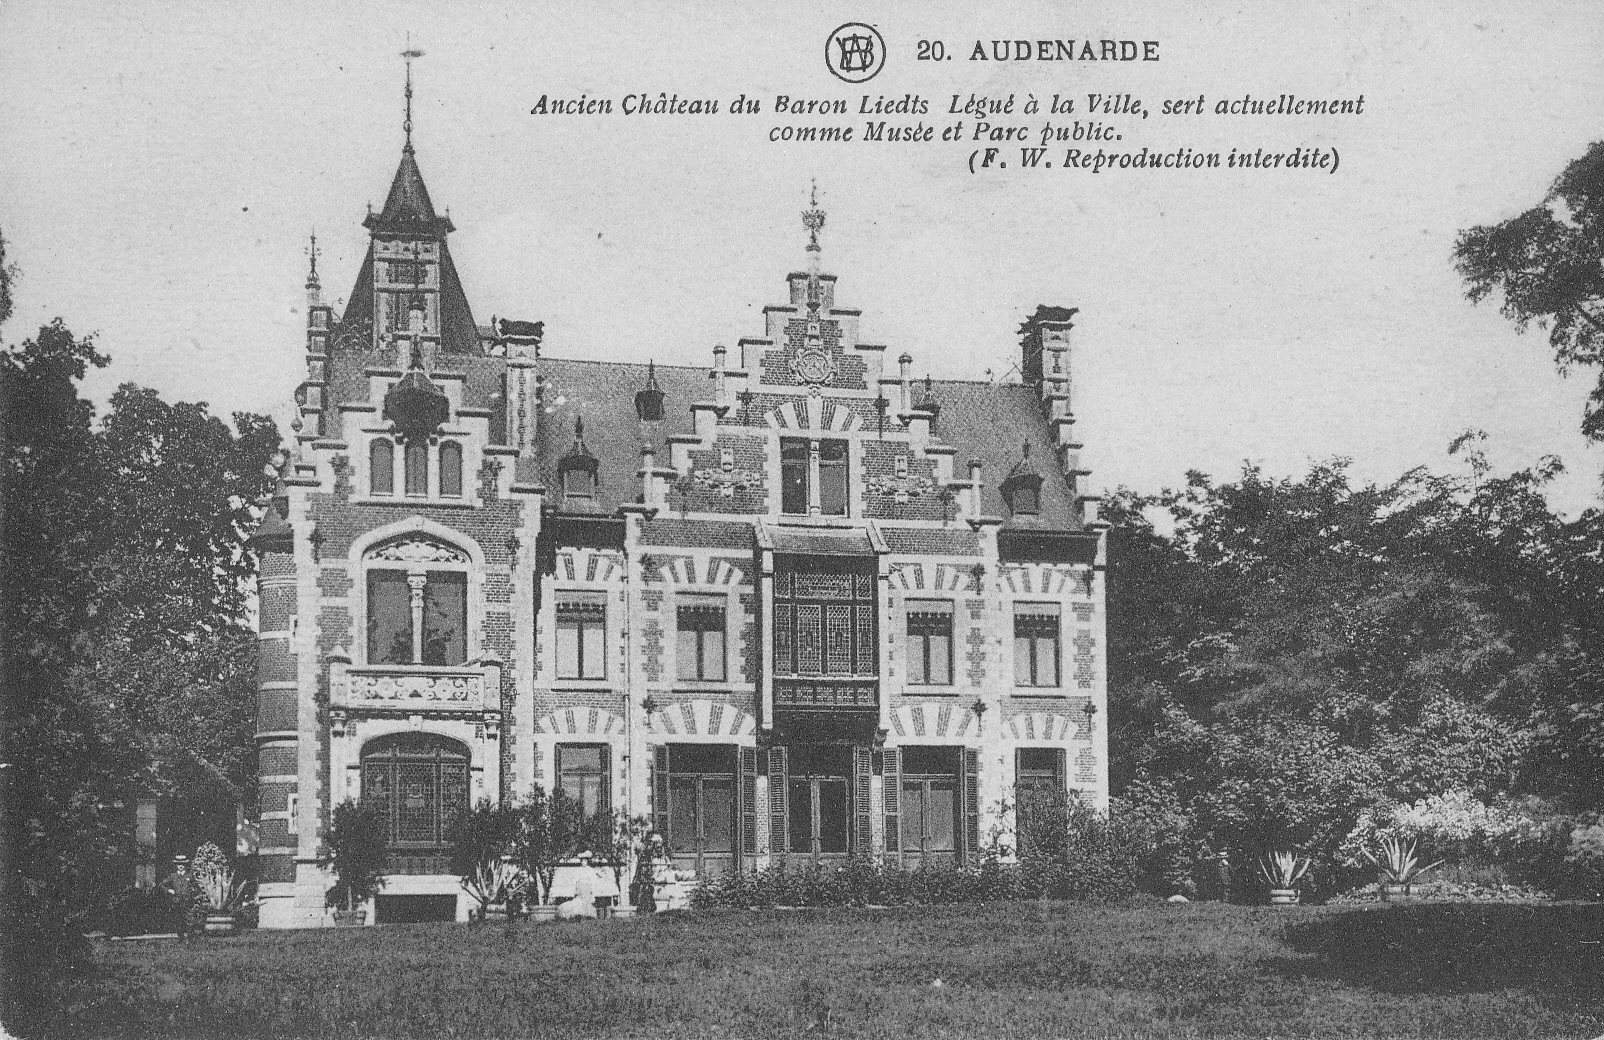 20. AUDENARDE
Ancien Château du Baron Liedts Légué à la Ville, sert actuellement
comme Musée et Parc public.
(F. W. Reproduction interdite)